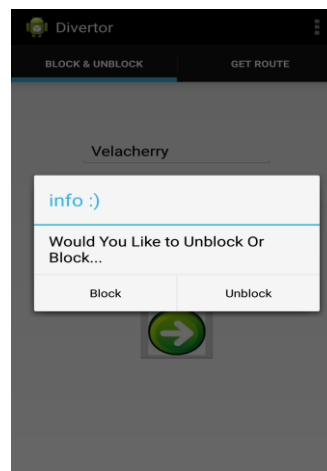 Divertor
BLOCK & UNBLOCK GET ROUTE
Velacherry
info :)
Would You Like to Unblock Or
Block...
Block Unblock